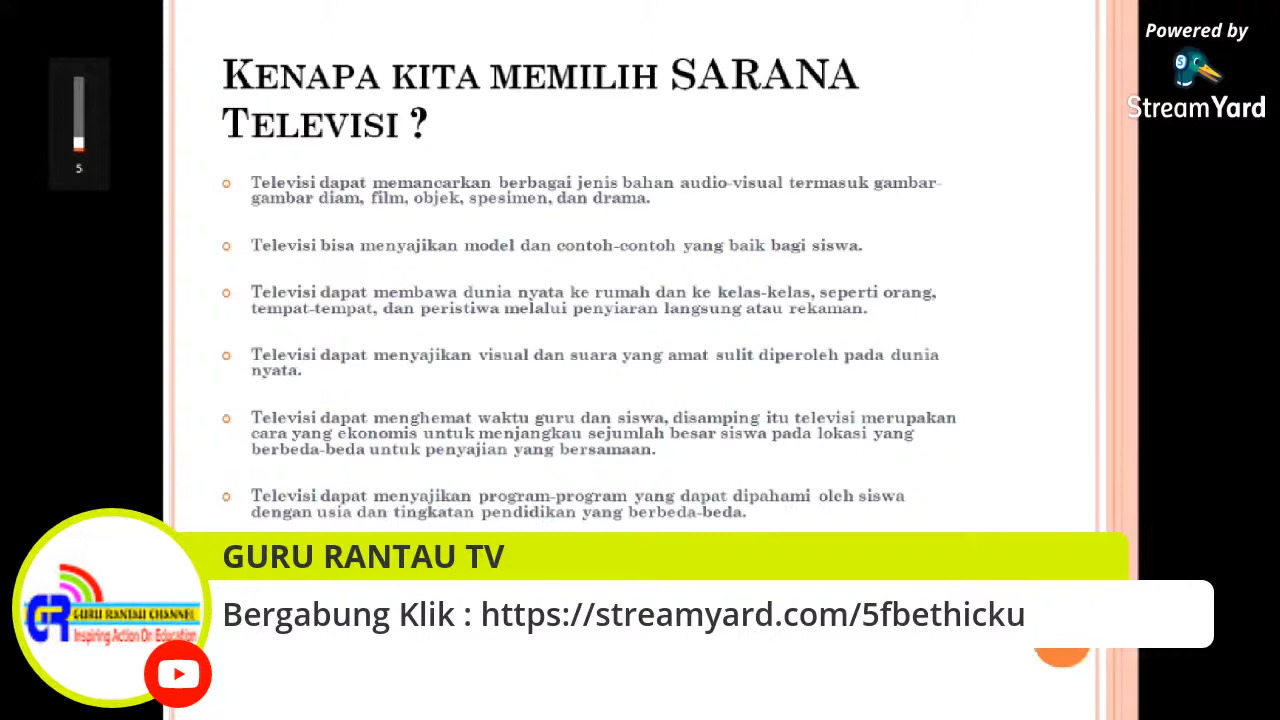 Powered by
StreamYard
KENAPA KITA MEMILIH SARANA
TELEVISI ?
5
Televisi dapat memancarkan berbagai jenis bahan audio-visual termasuk gambar-
gambar diam, film, objek, spesimen, dan drama.
Televisi bisa menyajikan model dan contoh-contoh yang baik bagi siswa.
Televisi dapat membawa dunia nyata ke rumah dan ke kelas-kelas, seperti orang,
tempat-tempat, dan peristiwa melalui penyiaran langsung atau rekaman.
Televisi dapat menyajikan visual dan suara yang amat sulit diperoleh pada dunia
nyata.
Televisi dapat menghemat waktu guru dan siswa, disamping itu televisi merupakan
cara yang ekonomis untuk menjangkau sejumlah besar siswa pada lokasi yang
berbeda-beda untuk penyajian yang bersamaan.
Televisi dapat menyajikan program-program yang dapat dipahami oleh siswa
dengan usia dan tingkatan pendidikan yang berbeda-beda.
GURU RANTAU TV
Bergabung Klik : https://streamyard.com/5fbethicku
GR GURU RANTAU CHANNEL
Inspiring Action On Education